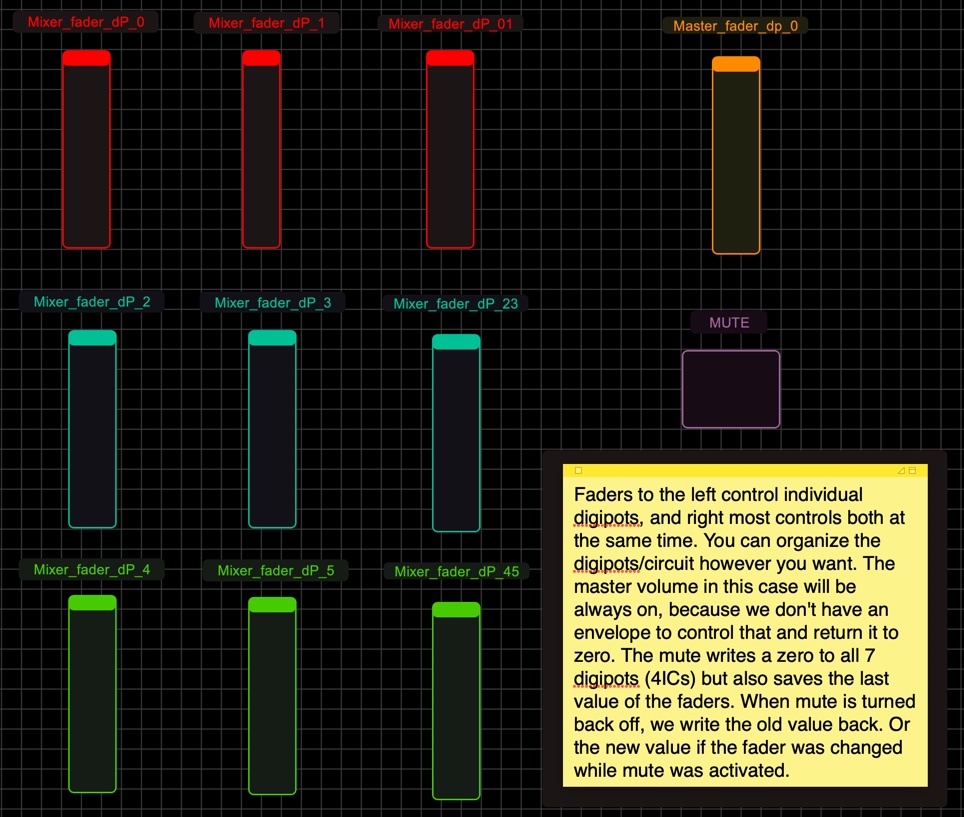 Mixer_fader_dP_0
Mixer_fader_dP_1
Mixer_fader_dP_01
Master_fader_dp_0
Mixer_fader_dP_2
Mixer_fader_dP_3
Mixer_fader_dP_23
MUTE
Faders to the left control individual
digipots, and right most controls both at
the same time. You can organize the
digipots/circuit however you want. The
master volume in this case will be
always on, because we don't have an
envelope to control that and return it to
zero. The mute writes a zero to all 7
digipots (4ICs) but also saves the last
value of the faders. When mute is turned
back off, we write the old value back. Or
the new value if the fader was changed
while mute was activated.
Mixer_fader_dP_4
Mixer_fader_dP_5
Mixer_fader_dP_45